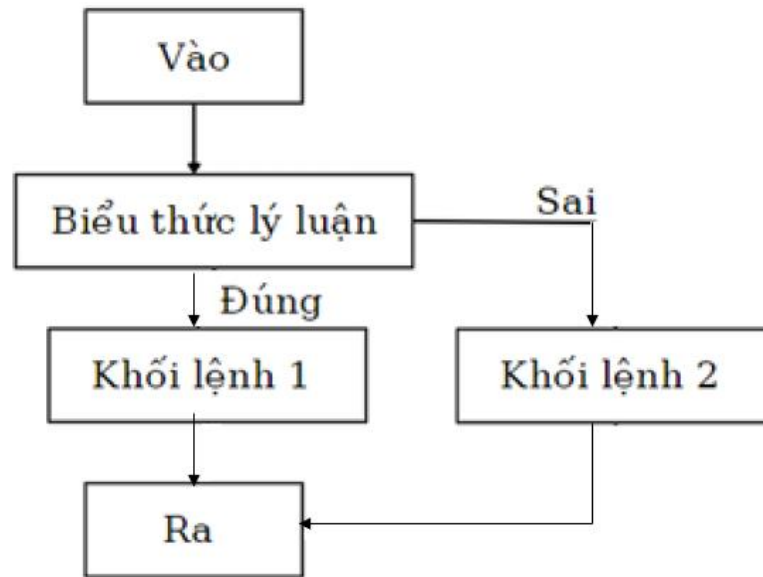 Vào
Biểu thức lý luận
Sai
Đúng
Khối lệnh 1
Khối lệnh 2
Ra